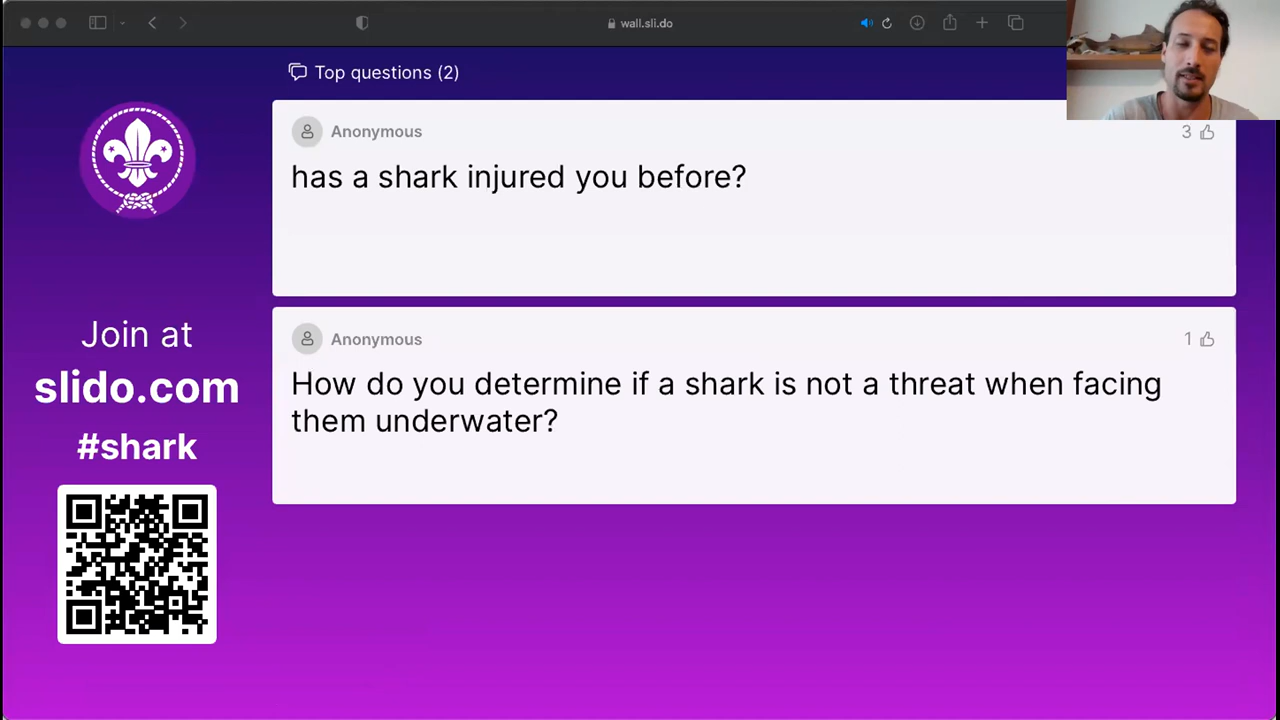 wall.sli.do
Top questions (2)
Anonymous
3
has a shark injured you before?
Anonymous
1
How do you determine if a shark is not a threat when facing
them underwater?
Join at
slido.com
#shark